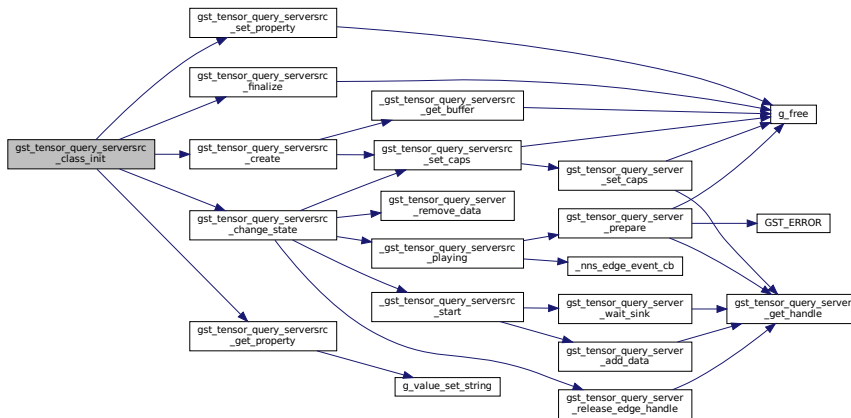 gst_tensor_query_serversrc
_class_init
gst_tensor_query_serversrc
_set_property
gst_tensor_query_serversrc
_finalize
gst_tensor_query_serversrc
_create
gst_tensor_query_serversrc
_change_state
gst_tensor_query_serversrc
_get_property
_gst_tensor_query_serversrc
_get_buffer
gst_tensor_query_serversrc
_set_caps
gst_tensor_query_server
_remove_data
_gst_tensor_query_serversrc
_playing
_gst_tensor_query_serversrc
_start
g_value_set_string
gst_tensor_query_server
_set_caps
gst_tensor_query_server
_prepare
_nns_edge_event_cb
gst_tensor_query_server
_wait_sink
gst_tensor_query_server
_add_data
gst_tensor_query_server
_release_edge_handle
g_free
GST_ERROR
gst_tensor_query_server
_get_handle